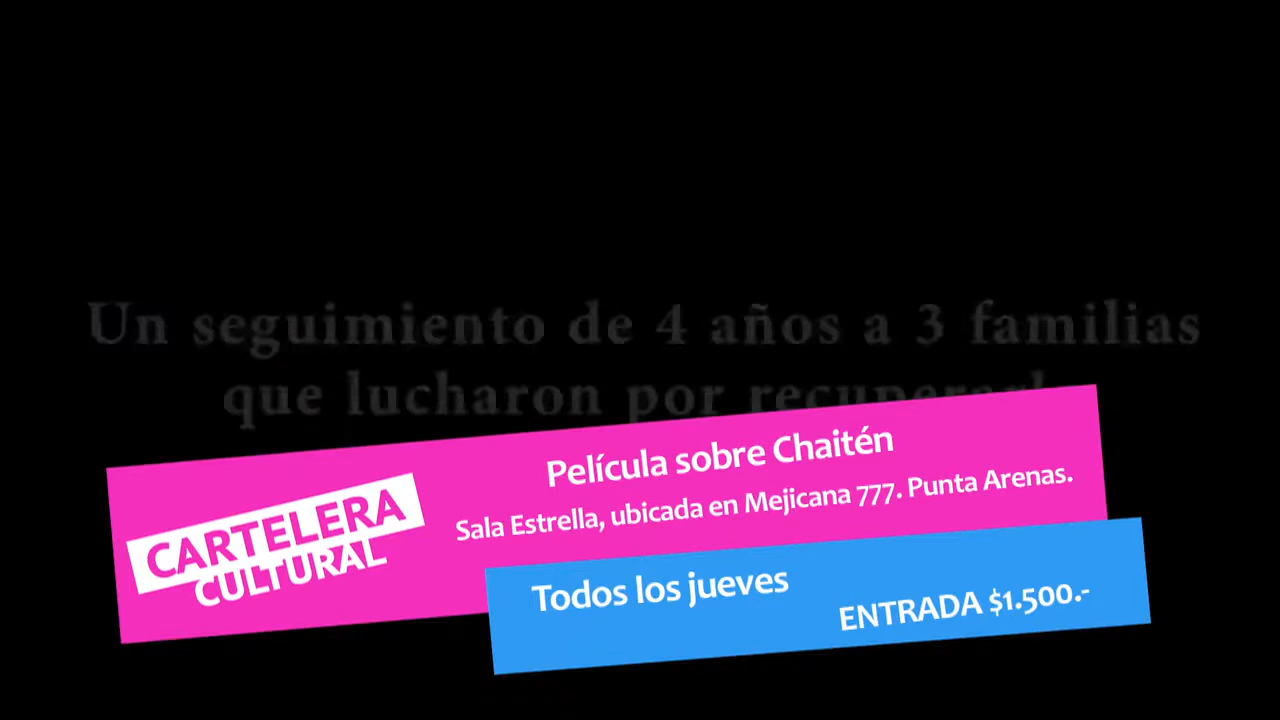 Un seguimiento de 4 años a 3 familias
que lucharon por
Película sobre Chaitén
Sala Estrella, ubicada en Mejicana 777. Punta Arenas.
CARTELERA
CULTURAL
Todos los jueves
ENTRADA $1.500.-